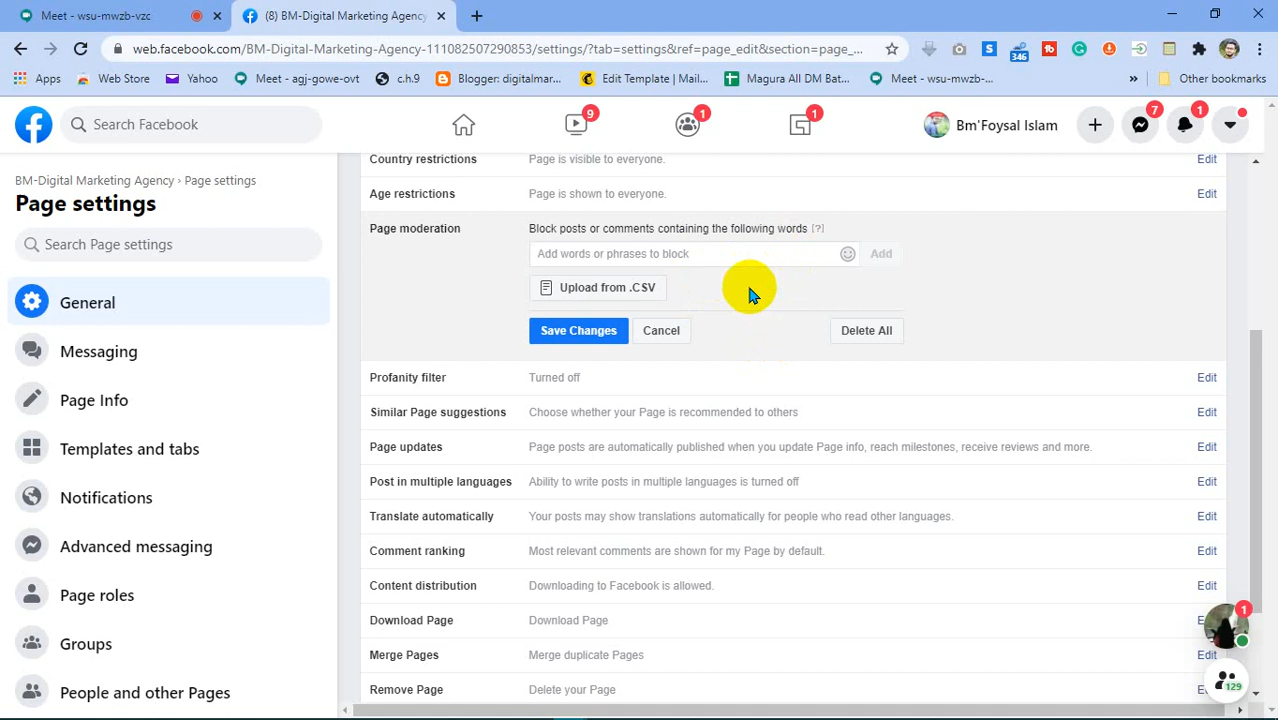 Meet - wsu-mwzb-vzc
(8) BM-Digital Marketing Agency
web.facebook.com/BM-Digital-Marketing-Agency-111082507290853/settings/?tab=settings&ref=page_edit&section=page_...
346
Apps
Web Store
Yahoo
Meet - agj-gowe-ovt
c.h.9
Blogger: digitalmar...
Edit Template | Mail...
Magura All DM Bat...
Meet - wsu-mwzb-...
»
Other bookmarks
Search Facebook
9
1
1
Bm'Foysal Islam
7
1
BM-Digital Marketing Agency › Page settings
Page settings
Search Page settings
General
Messaging
Page Info
Templates and tabs
Notifications
Advanced messaging
Page roles
Groups
People and other Pages
Country restrictions
Page is visible to everyone.
Edit
Age restrictions
Page is shown to everyone.
Edit
Page moderation
Block posts or comments containing the following words [?]
Add words or phrases to block
Add
Upload from .CSV
Save Changes
Cancel
Delete All
Profanity filter
Turned off
Edit
Similar Page suggestions
Choose whether your Page is recommended to others
Edit
Page updates
Page posts are automatically published when you update Page info, reach milestones, receive reviews and more.
Edit
Post in multiple languages
Ability to write posts in multiple languages is turned off
Edit
Translate automatically
Your posts may show translations automatically for people who read other languages.
Edit
Comment ranking
Most relevant comments are shown for my Page by default.
Edit
Content distribution
Downloading to Facebook is allowed.
Edit
Download Page
Download Page
Merge Pages
Merge duplicate Pages
Edit
Remove Page
Delete your Page
1
129